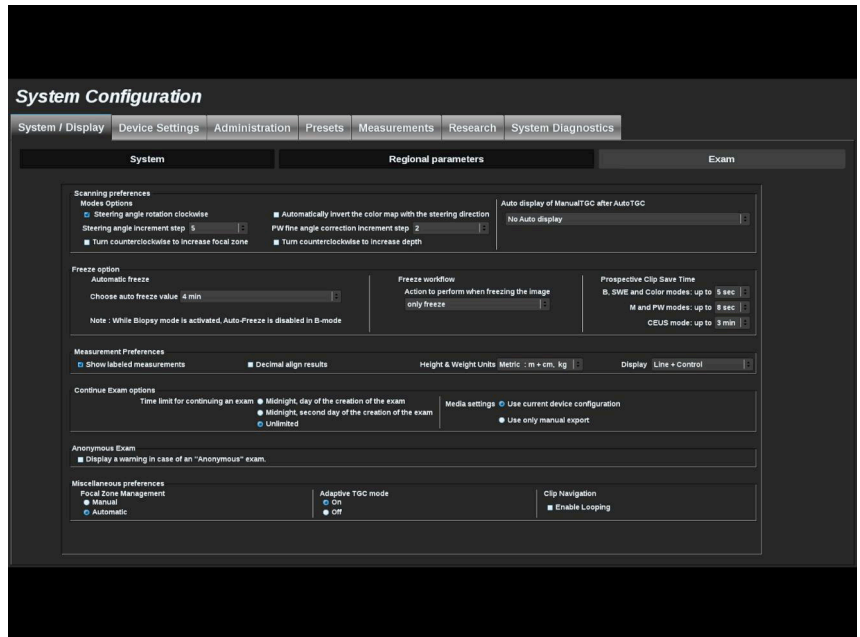 System Configuration
System / Display Device Settings Administration Presets Measurements Research System Diagnostics
System Regional parameters Exam
Scanning preferences
Modes Options
Steering angle rotation clockwise
Automatically invert the color map with the steering direction
Steering angle increment step 5
PW fine angle correction increment step 2
Turn counterclockwise to increase focal zone
Turn counterclockwise to increase depth
Auto display of ManualTGC after AutoTGC
No Auto display
Freeze option
Automatic freeze
Choose auto freeze value 4 min
Note : While Biopsy mode is activated, Auto-Freeze is disabled in B-mode
Freeze workflow
Action to perform when freezing the image
only freeze
Prospective Clip Save Time
B, SWE and Color modes: up to 5 sec
M and PW modes: up to 8 sec
CEUS mode: up to 3 min
Measurement Preferences
Show labeled measurements
Decimal align results
Height & Weight Units Metric : m + cm, kg
Display Line + Control
Continue Exam options
Time limit for continuing an exam
Midnight, day of the creation of the exam
Midnight, second day of the creation of the exam
Unlimited
Media settings
Use current device configuration
Use only manual export
Anonymous Exam
Display a warning in case of an "Anonymous" exam.
Miscellaneous preferences
Focal Zone Management
Manual
Automatic
Adaptive TGC mode
On
Off
Clip Navigation
Enable Looping